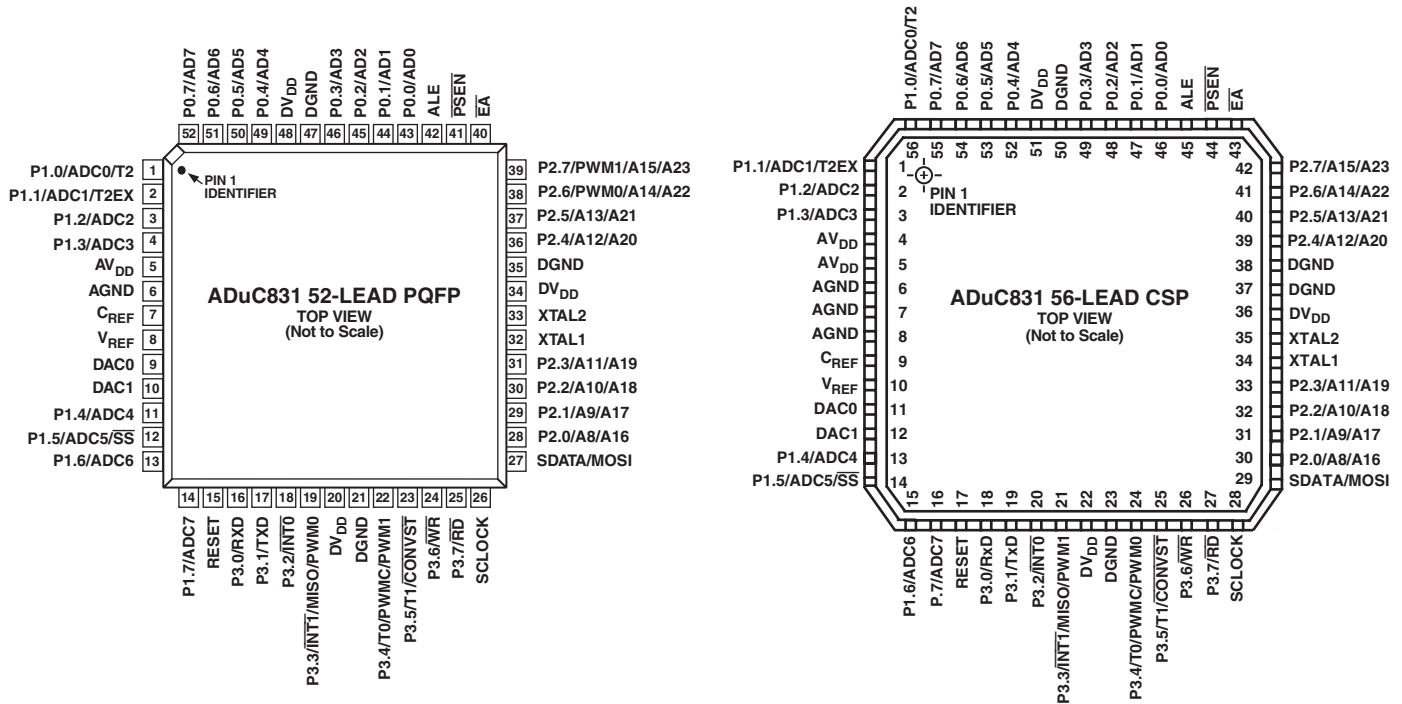 P0.7/AD7
P0.6/AD6
P0.5/AD5
P0.4/AD4
DVDD
DGND
P0.3/AD3
P0.2/AD2
P0.1/AD1
P0.0/AD0
ALE
PSEN
EA
52 51 50 49 48 47 46 45 44 43 42 41 40
P1.0/ADC0/T2 1
P1.1/ADC1/T2EX 2
P1.2/ADC2 3
P1.3/ADC3 4
AVDD 5
AGND 6
CREF 7
VREF 8
DAC0 9
DAC1 10
P1.4/ADC4 11
P1.5/ADC5/SS 12
P1.6/ADC6 13
PIN 1
IDENTIFIER
ADuC831 52-LEAD PQFP
TOP VIEW
(Not to Scale)
39 P2.7/PWM1/A15/A23
38 P2.6/PWM0/A14/A22
37 P2.5/A13/A21
36 P2.4/A12/A20
35 DGND
34 DVDD
33 XTAL2
32 XTAL1
31 P2.3/A11/A19
30 P2.2/A10/A18
29 P2.1/A9/A17
28 P2.0/A8/A16
27 SDATA/MOSI
14 15 16 17 18 19 20 21 22 23 24 25 26
P1.7/ADC7
RESET
P3.0/RXD
P3.1/TXD
P3.2/INT0
P3.3/INT1/MISO/PWM0
DVDD
DGND
P3.4/T0/PWMC/PWM1
P3.5/T1/CONVST
P3.6/WR
P3.7/RD
SCLOCK
P1.0/ADC0/T2
P0.7/AD7
P0.6/AD6
P0.5/AD5
P0.4/AD4
DVDD
DGND
P0.3/AD3
P0.2/AD2
P0.1/AD1
P0.0/AD0
ALE
PSEN
EA
56 55 54 53 52 51 50 49 48 47 46 45 44 43
P1.1/ADC1/T2EX 1
P1.2/ADC2 2
P1.3/ADC3 3
AVDD 4
AVDD 5
AGND 6
AGND 7
AGND 8
CREF 9
VREF 10
DAC0 11
DAC1 12
P1.4/ADC4 13
P1.5/ADC5/SS 14
PIN 1
IDENTIFIER
ADuC831 56-LEAD CSP
TOP VIEW
(Not to Scale)
42 P2.7/A15/A23
41 P2.6/A14/A22
40 P2.5/A13/A21
39 P2.4/A12/A20
38 DGND
37 DGND
36 DVDD
35 XTAL2
34 XTAL1
33 P2.3/A11/A19
32 P2.2/A10/A18
31 P2.1/A9/A17
30 P2.0/A8/A16
29 SDATA/MOSI
15 16 17 18 19 20 21 22 23 24 25 26 27 28
P1.6/ADC6
P.7/ADC7
RESET
P3.0/RxD
P3.1/TxD
P3.2/INT0
P3.3/INT1/MISO/PWM1
DVDD
DGND
P3.4/T0/PWMC/PWM0
P3.5/T1/CONVST
P3.6/WR
P3.7/RD
SCLOCK